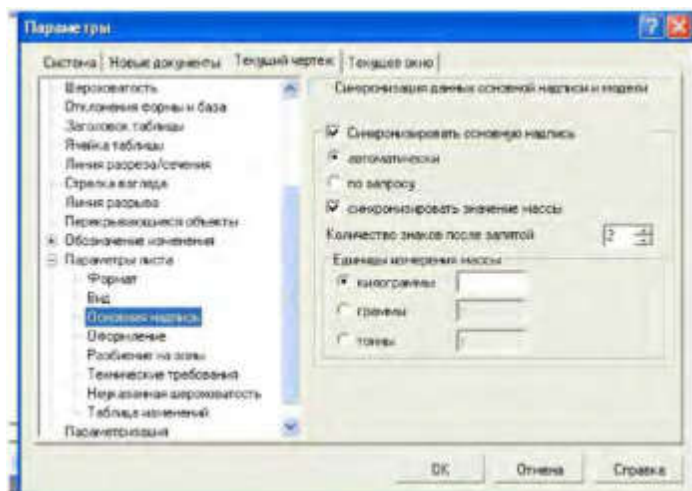 Параметры
Система Новые документы Текущий чертеж Текущее окно
Шероховатость
Отклонения формы и база
Заголовок таблицы
Ячейка таблицы
Линия разреза/сечения
Стрелка взгляда
Линия разрыва
Перекрывающиеся объекты
Обозначение изменения
Параметры листа
Формат
Вид
Основная надпись
Оформление
Разбиение на зоны
Технические требования
Неуказанная шероховатость
Таблица изменений
Параметризация
Синхронизация данных основной надписи и модели
Синхронизировать основную надпись
автоматически
по запросу
синхронизировать значение массы
Количество знаков после запятой 2
Единицы измерения массы
килограммы
граммы
тонны
OK Отмена Справка